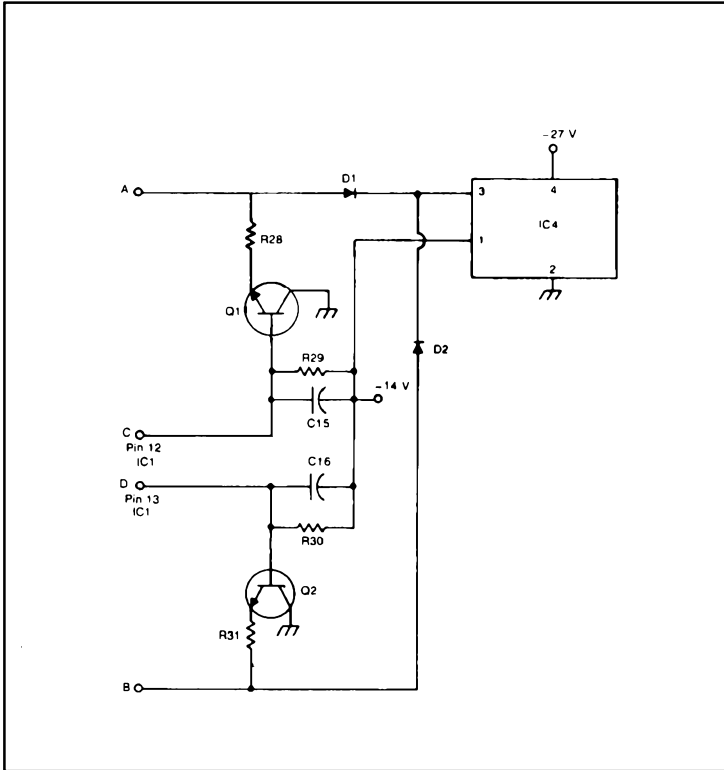 -27 V
A
D1
3
4
IC4
R28
1
2
Q1
D2
R29
-14 V
C15
C
Pin 12
IC1
C16
D
Pin 13
IC1
R30
Q2
R31
B